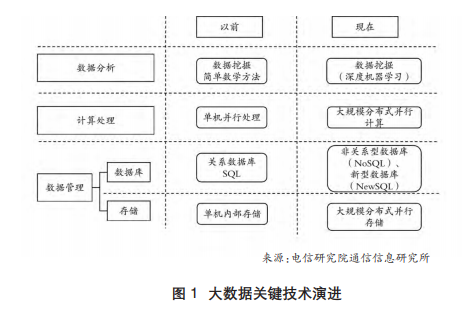 以前 现在
数据分析
数据挖掘
简单数学方法
数据挖掘
(深度机器学习)
计算处理
单机并行处理
大规模分布式并行
计算
数据管理
数据库
关系数据库
SQL
非关系型数据库
(NoSQL)、
新型数据库
(NewSQL)
存储
单机内部存储
大规模分布式并行
存储
来源:电信研究院通信信息研究所
图 1 大数据关键技术演进